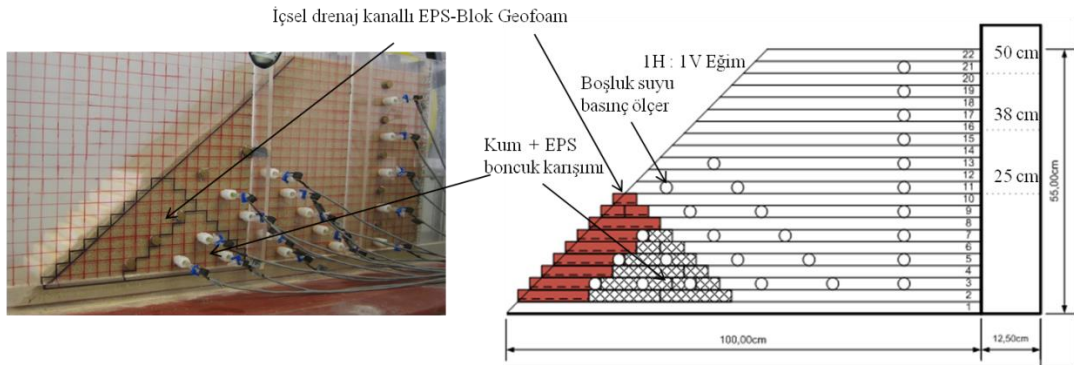 İçsel drenaj kanallı EPS-Blok Geofoam
1H : 1V Eğim
Boşluk suyu
basınç ölçer
Kum + EPS
boncuk karışımı
50 cm
38 cm
25 cm
22
21
20
19
18
17
16
15
14
13
12
11
10
9
8
7
6
5
4
3
2
1
55,00cm
100,00cm
12,50cm